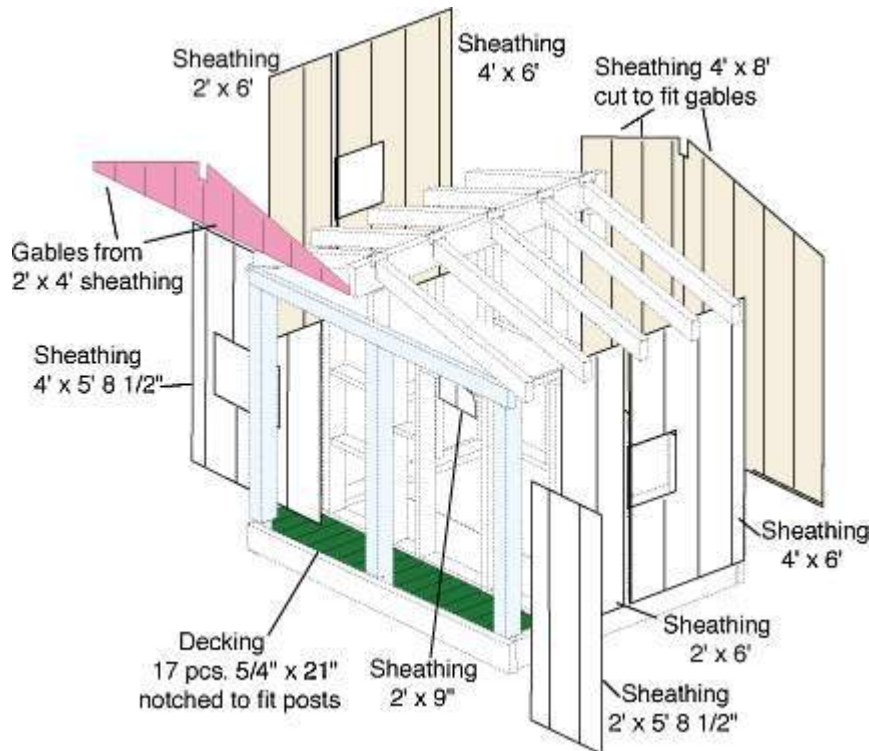 Sheathing
2' x 6'
Sheathing
4' x 6'
Sheathing 4' x 8'
cut to fit gables
Gables from
2' x 4' sheathing
Sheathing
4' x 5' 8 1/2"
Sheathing
4' x 6'
Sheathing
2' x 6'
Decking
17 pcs. 5/4" x 21"
notched to fit posts
Sheathing
2' x 9"
Sheathing
2' x 5' 8 1/2"